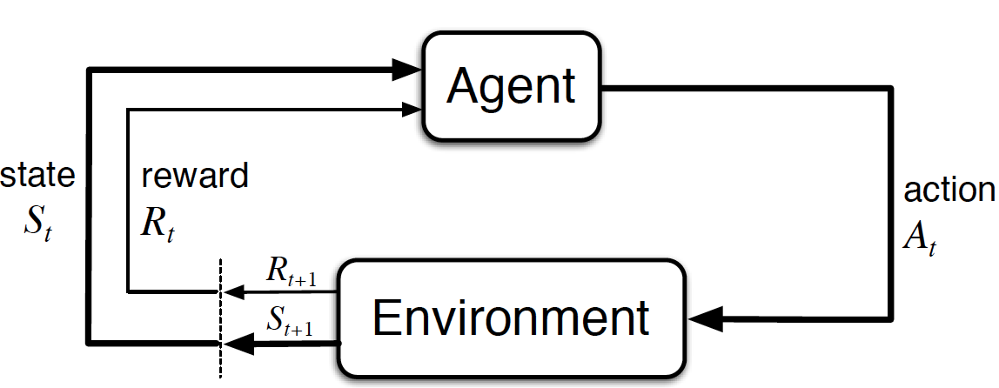 Agent
state
S_t
reward
R_t
action
A_t
R_{t+1}
S_{t+1}
Environment